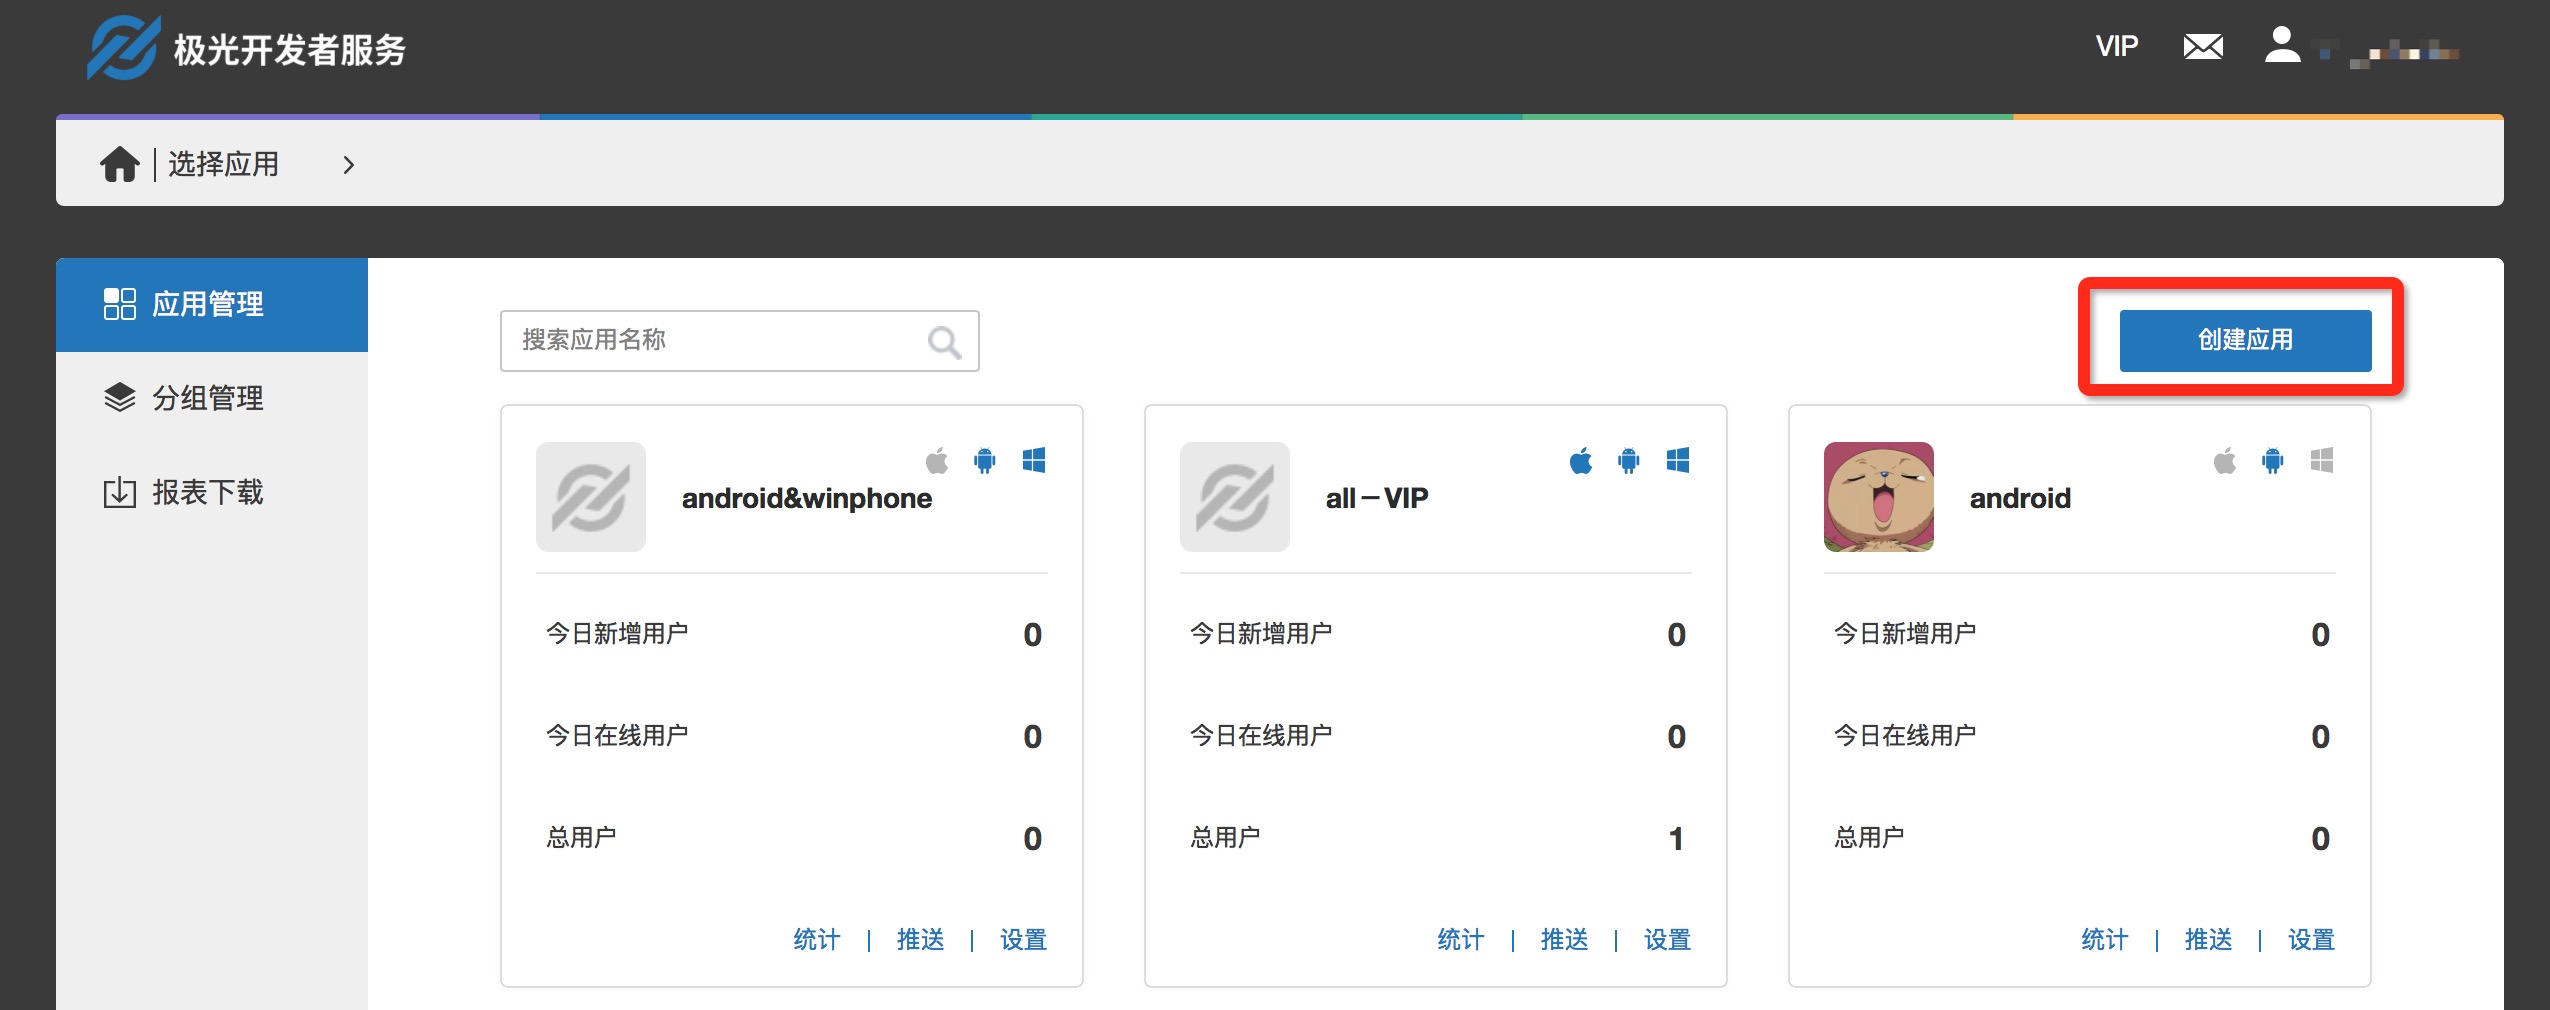 极光开发者服务
VIP
选择应用
应用管理
分组管理
报表下载
搜索应用名称
创建应用
android&winphone
今日新增用户 0
今日在线用户 0
总用户 0
统计 | 推送 | 设置
all－VIP
今日新增用户 0
今日在线用户 0
总用户 1
统计 | 推送 | 设置
android
今日新增用户 0
今日在线用户 0
总用户 0
统计 | 推送 | 设置